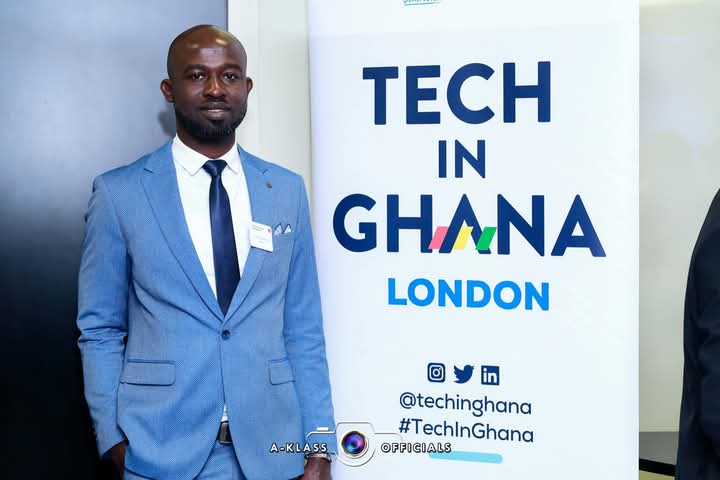 TECH
IN
GHANA
LONDON
@techinghana
#TechInGhana
A-KLASS OFFICIALS